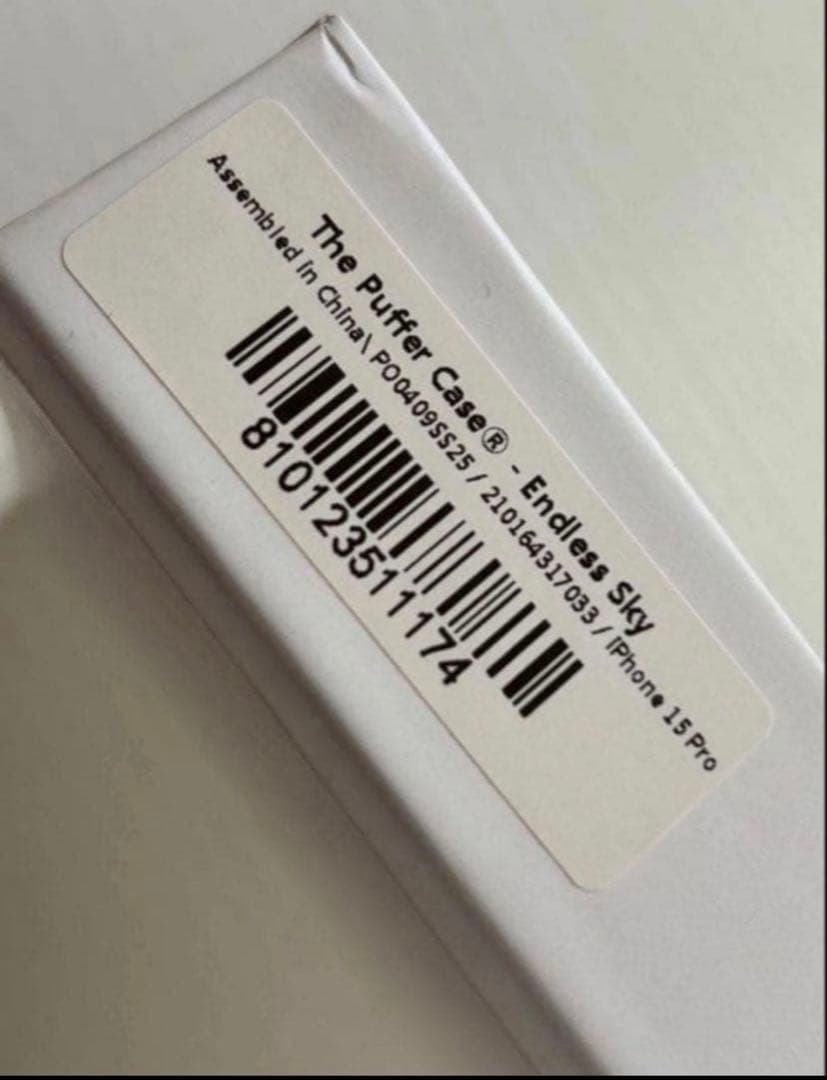 The Puffer Case® - Endless Sky
Assembled in China\ PO0409SS25 / 210164317033 / iPhone 15 Pro
810123511174